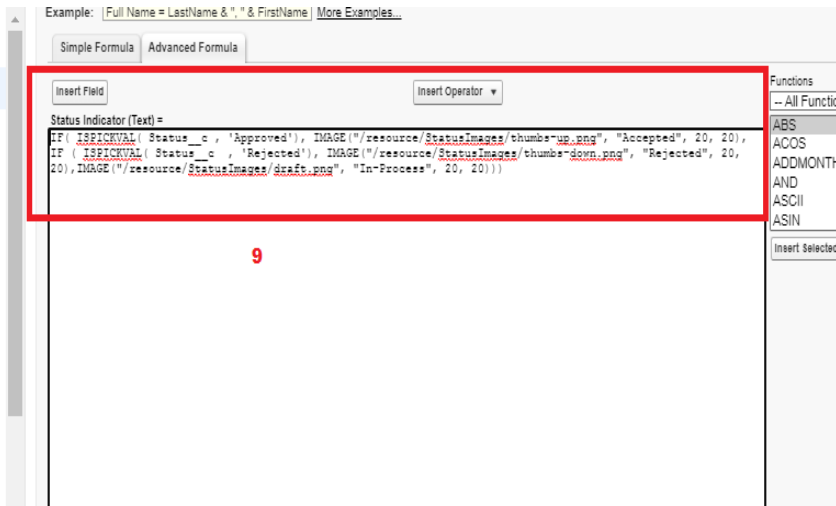 Example: Full Name = LastName & ", " & FirstName More Examples...
Simple Formula Advanced Formula
Insert Field Insert Operator ▼
Functions
-- All Functio
Status Indicator (Text) =
IF( ISPICKVAL( Status__c , 'Approved'), IMAGE("/resource/StatusImages/thumbs-up.png", "Accepted", 20, 20),
IF ( ISPICKVAL( Status__c , 'Rejected'), IMAGE("/resource/StatusImages/thumbs-down.png", "Rejected", 20,
20),IMAGE("/resource/StatusImages/draft.png", "In-Process", 20, 20)))
ABS
ACOS
ADDMONTH
AND
ASCII
ASIN
Insert Selected
9